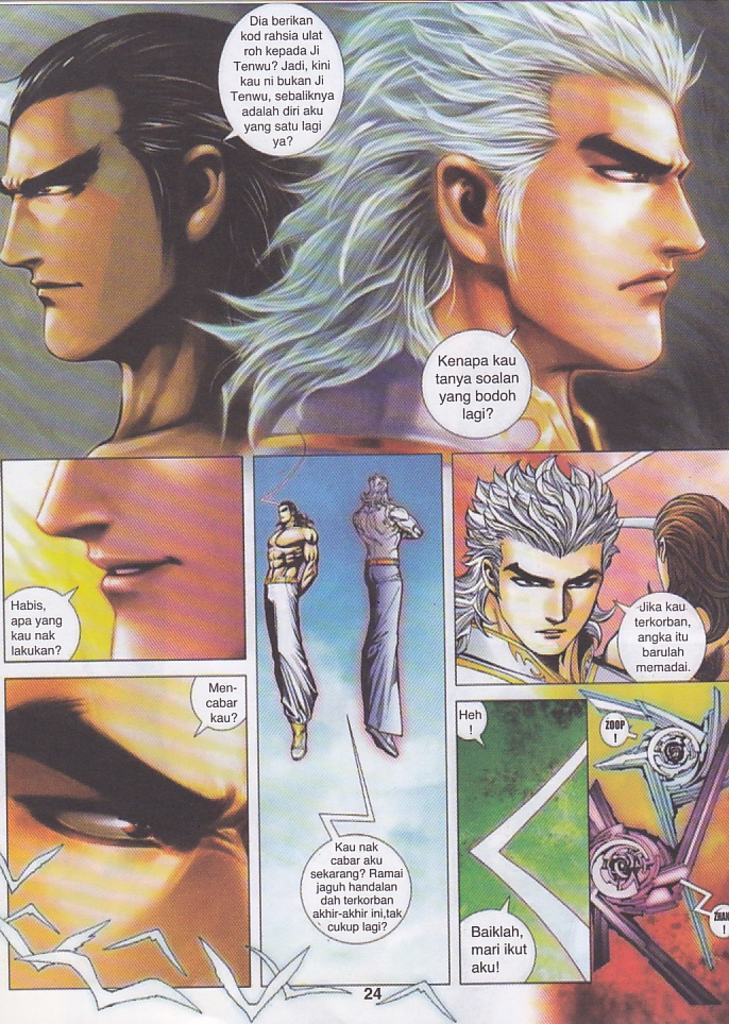 Dia berikan
kod rahsia ulat
roh kepada Ji
Tenwu? Jadi, kini
kau ni bukan Ji
Tenwu, sebaliknya
adalah diri aku
yang satu lagi
ya?
Kenapa kau
tanya soalan
yang bodoh
lagi?
Habis,
apa yang
kau nak
lakukan?
Men-
cabar
kau?
Kau nak
cabar aku
sekarang? Ramai
jaguh handalan
dah terkorban
akhir-akhir ini,tak
cukup lagi?
Jika kau
terkorban,
angka itu
barulah
memadai.
Heh
!
Baiklah,
mari ikut
aku!
ZOOP
!
!
24